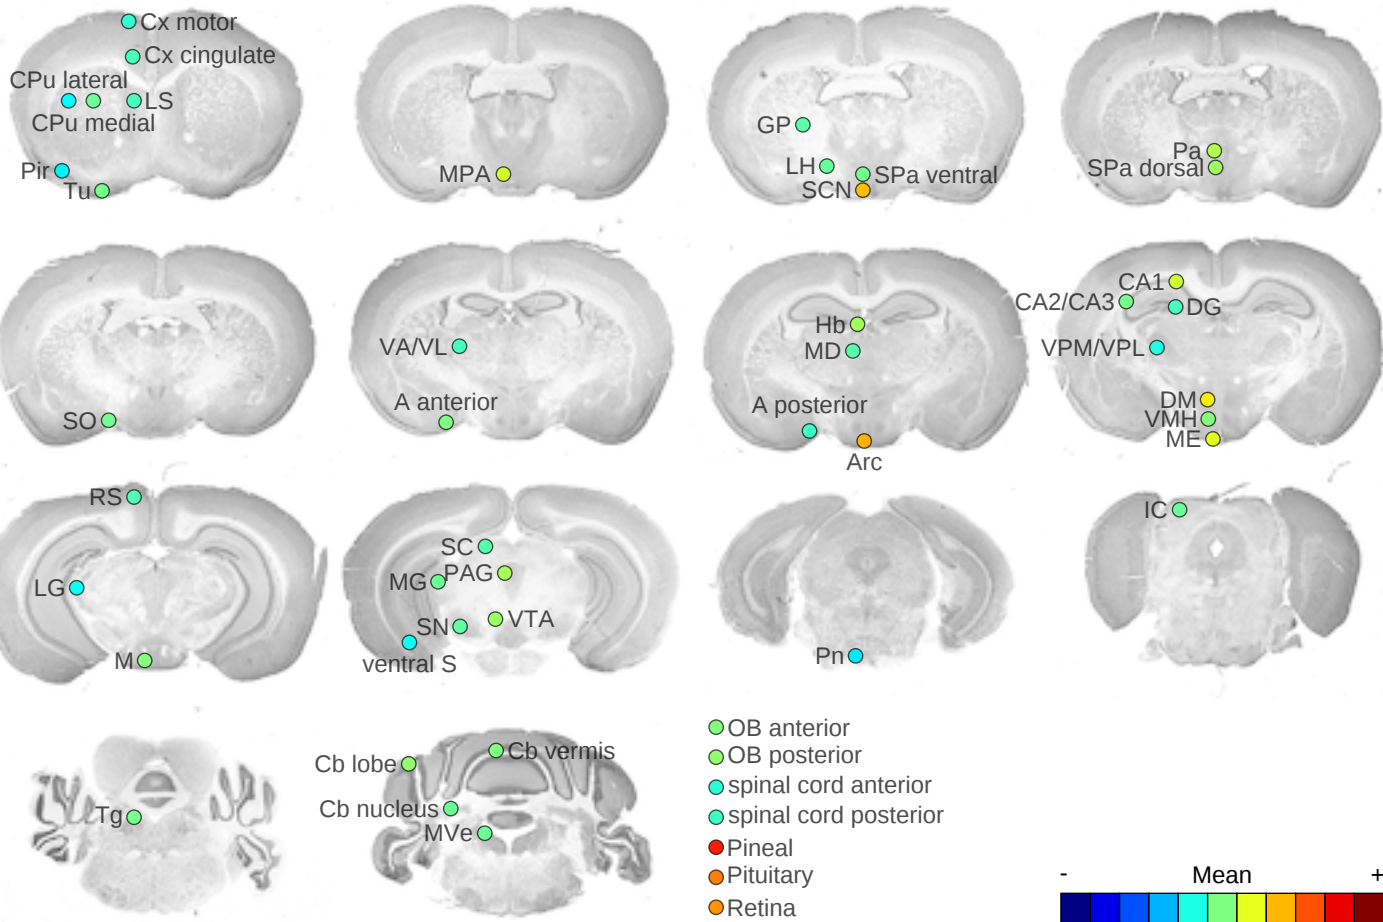 Cx motor
Cx cingulate
CPu lateral
LS
CPu medial
Pir
Tu
MPA
GP
LH
SPa ventral
SCN
Pa
SPa dorsal
SO
VA/VL
A anterior
Hb
MD
A posterior
Arc
CA1
CA2/CA3
DG
VPM/VPL
DM
VMH
ME
RS
LG
M
SC
MG
PAG
SN
VTA
ventral S
Pn
IC
Tg
Cb lobe
Cb vermis
Cb nucleus
MVe
OB anterior
OB posterior
spinal cord anterior
spinal cord posterior
Pineal
Pituitary
Retina
- Mean +